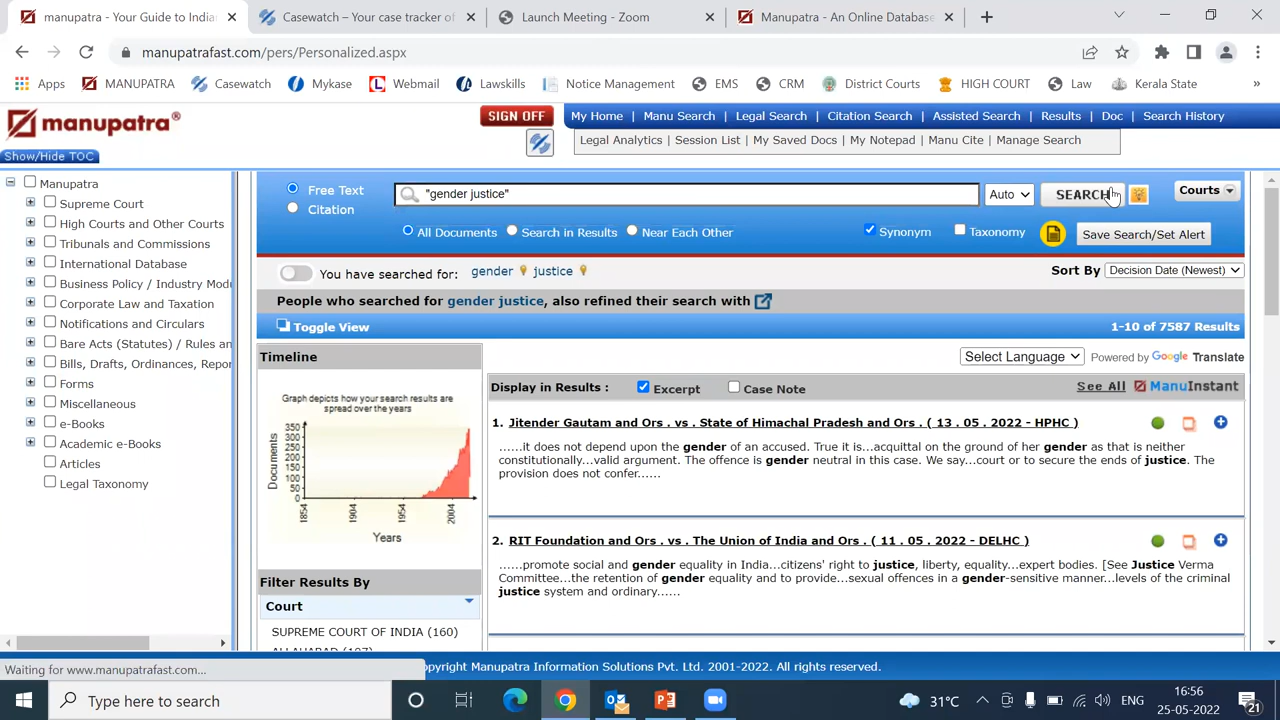 manupatra - Your Guide to Indian
Casewatch – Your case tracker of
Launch Meeting - Zoom
Manupatra - An Online Database
manupatrafast.com/pers/Personalized.aspx
Apps
MANUPATRA
Casewatch
Mykase
Webmail
Lawskills
Notice Management
EMS
CRM
District Courts
HIGH COURT
Law
Kerala State
»
manupatra®
SIGN OFF
My Home | Manu Search | Legal Search | Citation Search | Assisted Search | Results | Doc | Search History
Legal Analytics | Session List | My Saved Docs | My Notepad | Manu Cite | Manage Search
Show/Hide TOC
Manupatra
Supreme Court
High Courts and Other Courts
Tribunals and Commissions
International Database
Business Policy / Industry Modu
Corporate Law and Taxation
Notifications and Circulars
Bare Acts (Statutes) / Rules an
Bills, Drafts, Ordinances, Repor
Forms
Miscellaneous
e-Books
Academic e-Books
Articles
Legal Taxonomy
Free Text
"gender justice"
Auto
SEARCH
Courts
Citation
All Documents
Search in Results
Near Each Other
Synonym
Taxonomy
Save Search/Set Alert
You have searched for: gender justice
Sort By Decision Date (Newest)
People who searched for gender justice, also refined their search with
Toggle View
1-10 of 7587 Results
Timeline
Graph depicts how your search results are
spread over the years
Documents
350
300
250
200
150
100
50
0
1854
1904
1954
2004
Years
Filter Results By
Court
SUPREME COURT OF INDIA (160)
Select Language
Powered by Google Translate
Display in Results :
Excerpt
Case Note
See All
ManuInstant
1. Jitender Gautam and Ors . vs . State of Himachal Pradesh and Ors . ( 13 . 05 . 2022 - HPHC )
......it does not depend upon the gender of an accused. True it is...acquittal on the ground of her gender as that is neither
constitutionally...valid argument. The offence is gender neutral in this case. We say...court or to secure the ends of justice. The
provision does not confer......
2. RIT Foundation and Ors . vs . The Union of India and Ors . ( 11 . 05 . 2022 - DELHC )
......promote social and gender equality in India...citizens' right to justice, liberty, equality...expert bodies. [See Justice Verma
Committee...the retention of gender equality and to provide...sexual offences in a gender-sensitive manner...levels of the criminal
justice system and ordinary......
Waiting for www.manupatrafast.com...
opyright Manupatra Information Solutions Pvt. Ltd. 2001-2022. All rights reserved.
Type here to search
31°C
ENG
16:56
25-05-2022
21